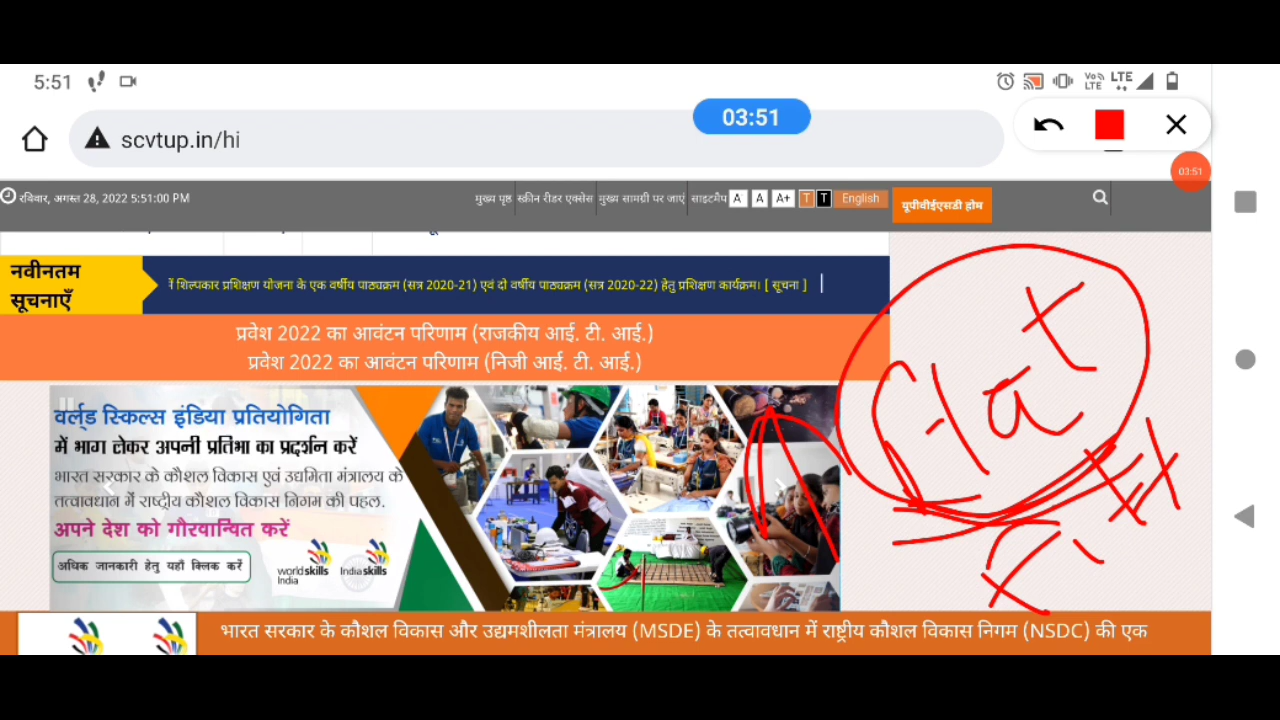 5:51
Vo LTE LTE
03:51
scvtup.in/hi
03:51
रविवार, अगस्त 28, 2022 5:51:00 PM
मुख्य पृष्ठ स्क्रीन रीडर एक्सेस मुख्य सामग्री पर जाएं साइटमैप A A A+ T T English
यूपीवीईएसडी होम
नवीनतम
सूचनाएँ
शिल्पकार प्रशिक्षण योजना के एक वर्षीय पाठ्यक्रम (सत्र 2020-21) एवं दो वर्षीय पाठ्यक्रम (सत्र 2020-22) हेतु प्रशिक्षण कार्यक्रम। [ सूचना ]
प्रवेश 2022 का आवंटन परिणाम (राजकीय आई. टी. आई.)
प्रवेश 2022 का आवंटन परिणाम (निजी आई. टी. आई.)
वर्ल्ड स्किल्स इंडिया प्रतियोगिता
में भाग लेकर अपनी प्रतिभा का प्रदर्शन करें
भारत सरकार के कौशल विकास एवं उद्यमिता मंत्रालय के
तत्वावधान में राष्ट्रीय कौशल विकास निगम की पहल.
अपने देश को गौरवान्वित करें
अधिक जानकारी हेतु यहाँ क्लिक करें
worldskills
India
Indiaskills
भारत सरकार के कौशल विकास और उद्यमशीलता मंत्रालय (MSDE) के तत्वावधान में राष्ट्रीय कौशल विकास निगम (NSDC) की एक